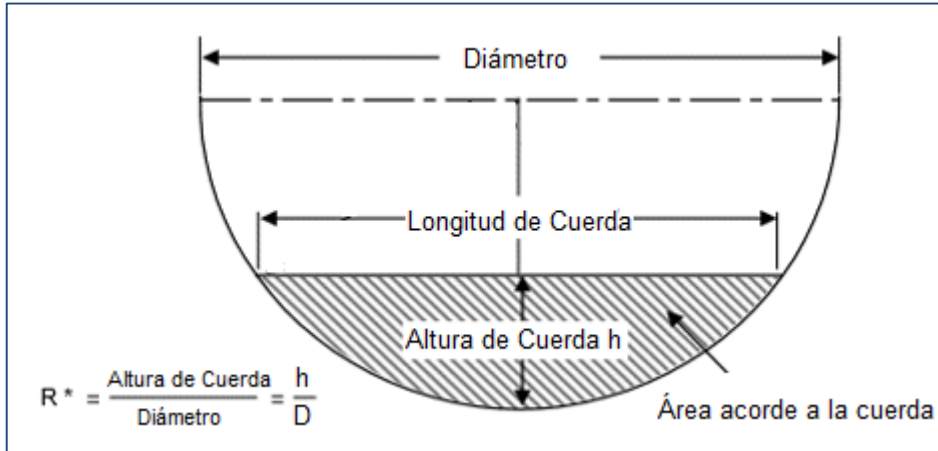 Diámetro
Longitud de Cuerda
Altura de Cuerda h
R * = Altura de Cuerda / Diámetro = h / D
Área acorde a la cuerda